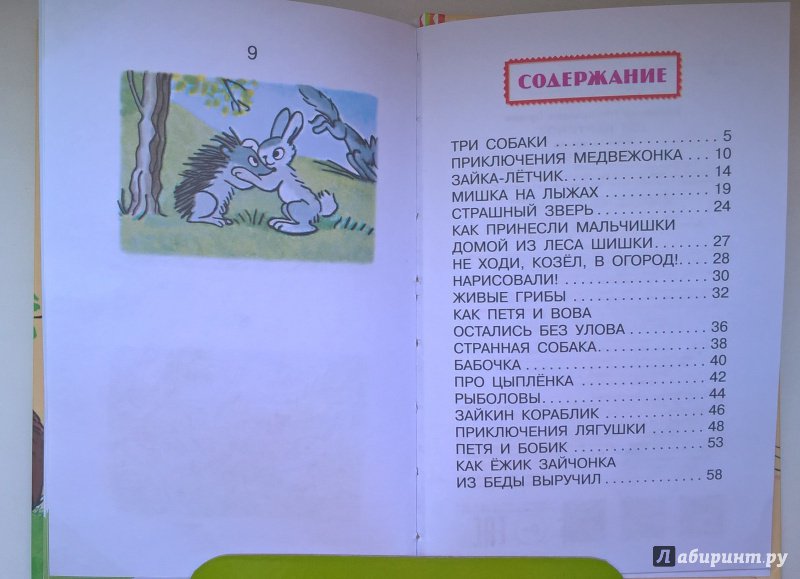 9
СОДЕРЖАНИЕ
ТРИ СОБАКИ . . . . . . . . . . . . . . . . . . . . . 5
ПРИКЛЮЧЕНИЯ МЕДВЕЖОНКА . . . 10
ЗАЙКА-ЛЁТЧИК. . . . . . . . . . . . . . . . . . 14
МИШКА НА ЛЫЖАХ . . . . . . . . . . . . . . 19
СТРАШНЫЙ ЗВЕРЬ . . . . . . . . . . . . . . 24
КАК ПРИНЕСЛИ МАЛЬЧИШКИ
ДОМОЙ ИЗ ЛЕСА ШИШКИ. . . . . . . 27
НЕ ХОДИ, КОЗЁЛ, В ОГОРОД!. . . . 28
НАРИСОВАЛИ! . . . . . . . . . . . . . . . . . . 30
ЖИВЫЕ ГРИБЫ . . . . . . . . . . . . . . . . . 32
КАК ПЕТЯ И ВОВА
ОСТАЛИСЬ БЕЗ УЛОВА . . . . . . . . . . 36
СТРАННАЯ СОБАКА. . . . . . . . . . . . . . 38
БАБОЧКА . . . . . . . . . . . . . . . . . . . . . . 40
ПРО ЦЫПЛЁНКА . . . . . . . . . . . . . . . 42
РЫБОЛОВЫ. . . . . . . . . . . . . . . . . . . . 44
ЗАЙКИН КОРАБЛИК . . . . . . . . . . . . . 46
ПРИКЛЮЧЕНИЯ ЛЯГУШКИ . . . . . . . 48
ПЕТЯ И БОБИК . . . . . . . . . . . . . . . . 53
КАК ЁЖИК ЗАЙЧОНКА
ИЗ БЕДЫ ВЫРУЧИЛ . . . . . . . . . . . . . 58
Лабиринт.ру